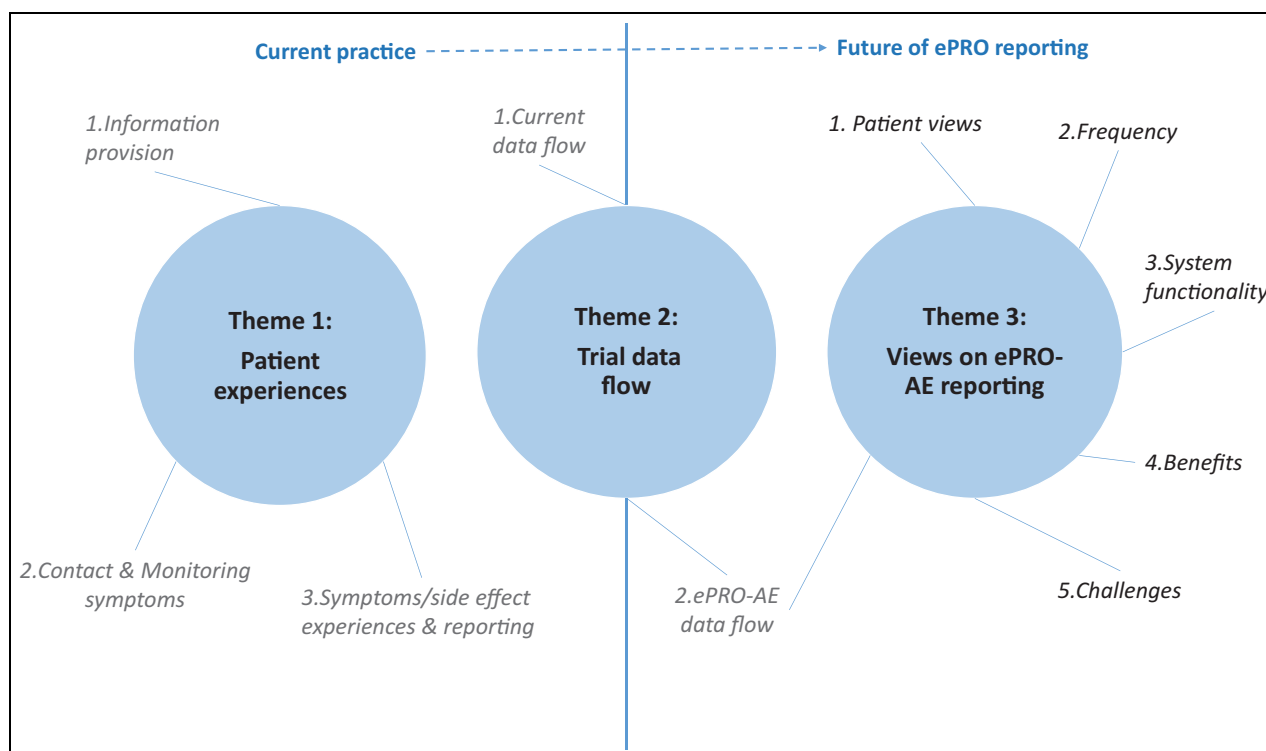 Current practice
Future of ePRO reporting
1.Information
provision
1.Current
data flow
1. Patient views
2.Frequency
3.System
functionality
4.Benefits
5.Challenges
Theme 1:
Patient
experiences
Theme 2:
Trial data
flow
Theme 3:
Views on ePRO-
AE reporting
2.Contact & Monitoring
symptoms
3.Symptoms/side effect
experiences & reporting
2.ePRO-AE
data flow